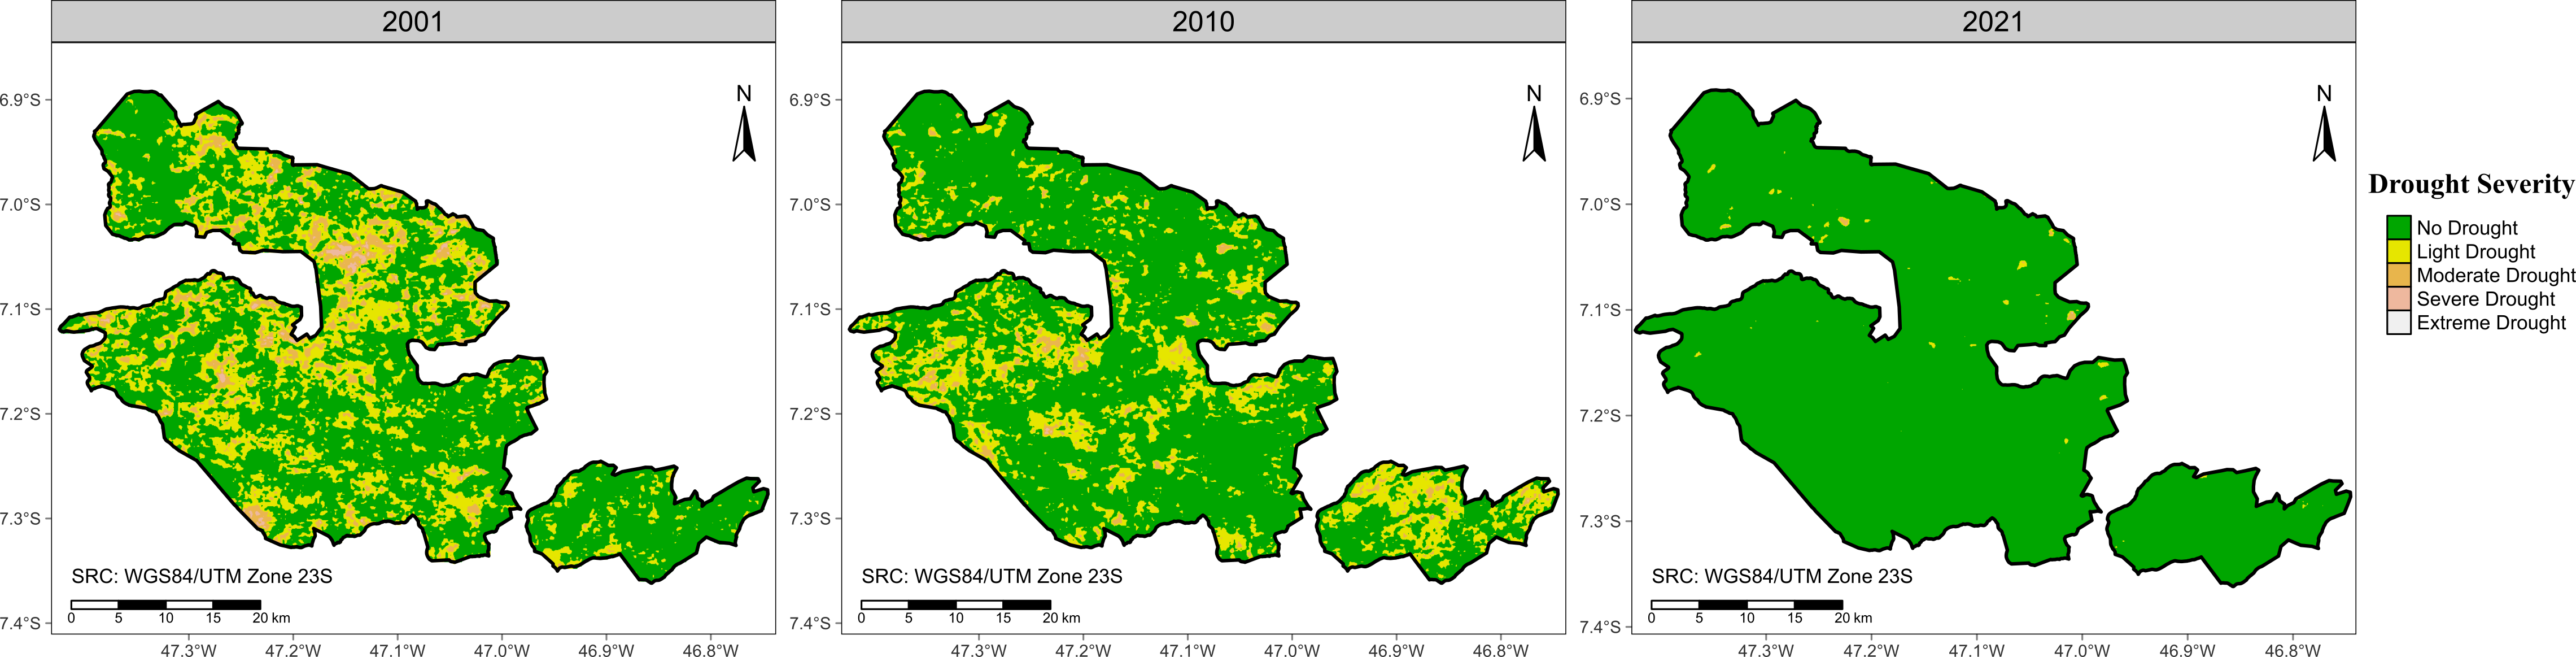 2001
2010
2021
N
N
N
6.9°S
7.0°S
7.1°S
7.2°S
7.3°S
7.4°S
6.9°S
7.0°S
7.1°S
7.2°S
7.3°S
7.4°S
6.9°S
7.0°S
7.1°S
7.2°S
7.3°S
7.4°S
SRC: WGS84/UTM Zone 23S
0 5 10 15 20 km
SRC: WGS84/UTM Zone 23S
0 5 10 15 20 km
SRC: WGS84/UTM Zone 23S
0 5 10 15 20 km
47.3°W 47.2°W 47.1°W 47.0°W 46.9°W 46.8°W
47.3°W 47.2°W 47.1°W 47.0°W 46.9°W 46.8°W
47.3°W 47.2°W 47.1°W 47.0°W 46.9°W 46.8°W
Drought Severity
No Drought
Light Drought
Moderate Drought
Severe Drought
Extreme Drought